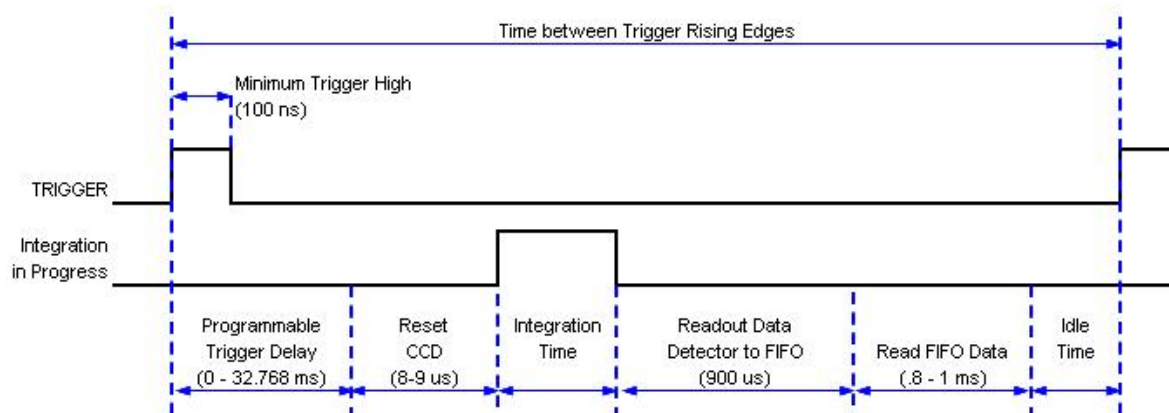 Time between Trigger Rising Edges
Minimum Trigger High
(100 ns)
TRIGGER
Integration
in Progress
Programmable
Trigger Delay
(0 - 32.768 ms)
Reset
CCD
(8-9 us)
Integration
Time
Readout Data
Detector to FIFO
(900 us)
Read FIFO Data
(.8 - 1 ms)
Idle
Time